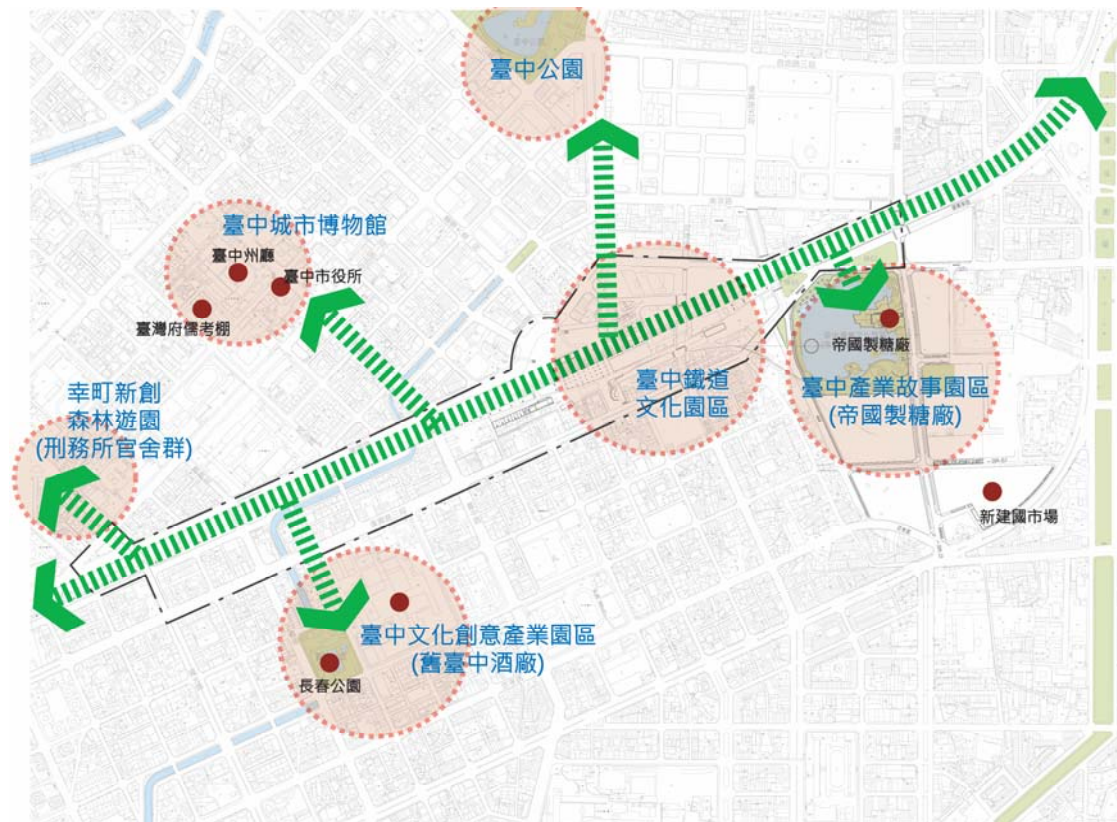 臺中公園
臺中城市博物館
臺中州廳
臺中市役所
臺灣府儒考棚
幸町新創
森林遊園
(刑務所官舍群)
臺中鐵道
文化園區
帝國製糖廠
臺中產業故事園區
(帝國製糖廠)
新建國市場
臺中文化創意產業園區
(舊臺中酒廠)
長春公園